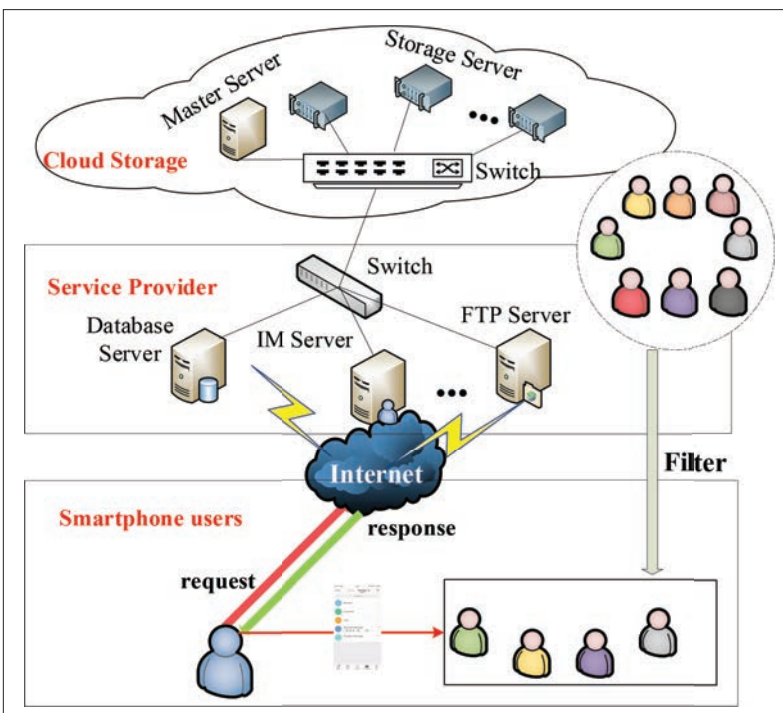 Master Server
Storage Server
Cloud Storage
Switch
Switch
Service Provider
Database
Server
IM Server
FTP Server
Internet
Filter
Smartphone users
response
request